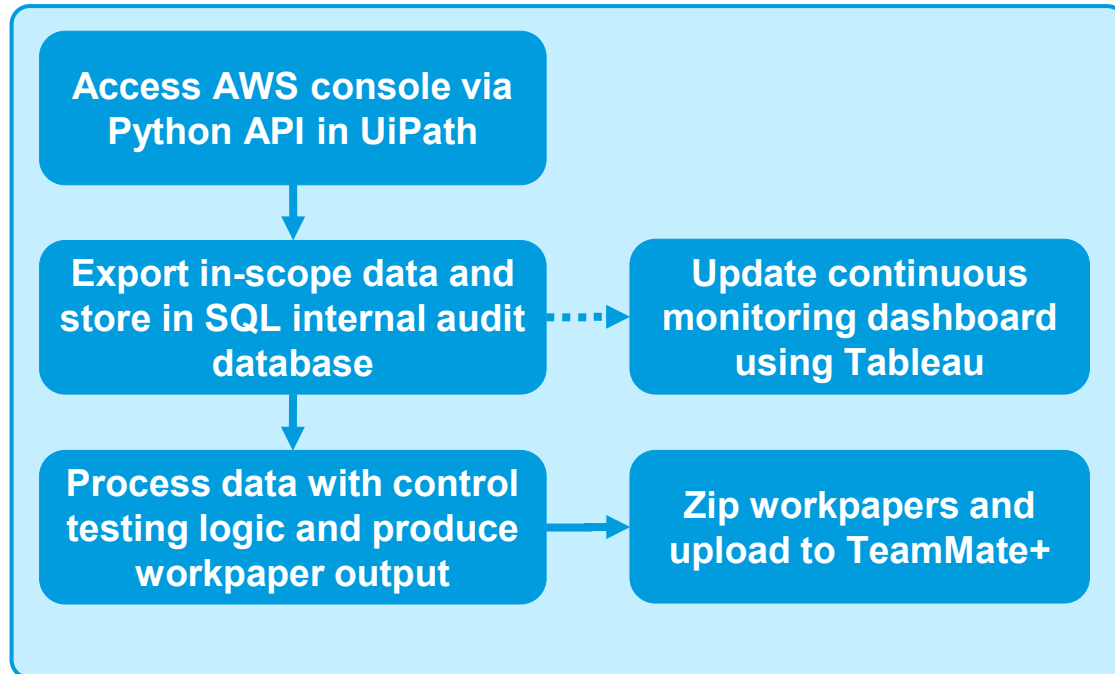 Access AWS console via
Python API in UiPath
Export in-scope data and
store in SQL internal audit
database
Update continuous
monitoring dashboard
using Tableau
Process data with control
testing logic and produce
workpaper output
Zip workpapers and
upload to TeamMate+